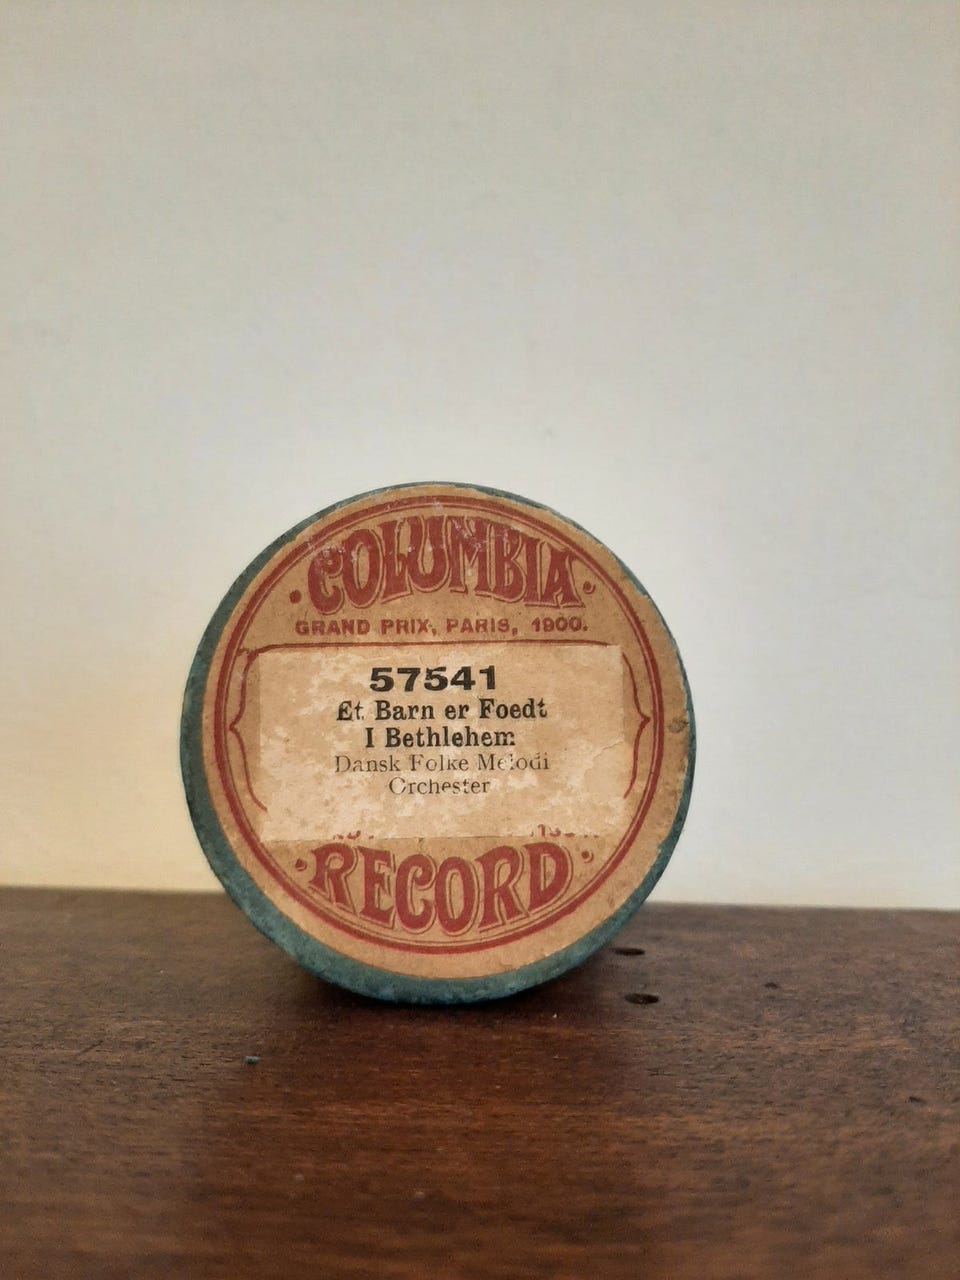 COLUMBIA
GRAND PRIX, PARIS, 1900.
57541
Et Barn er Foedt
I Bethlehem
Dansk Folke Melodi
Orchester
RECORD